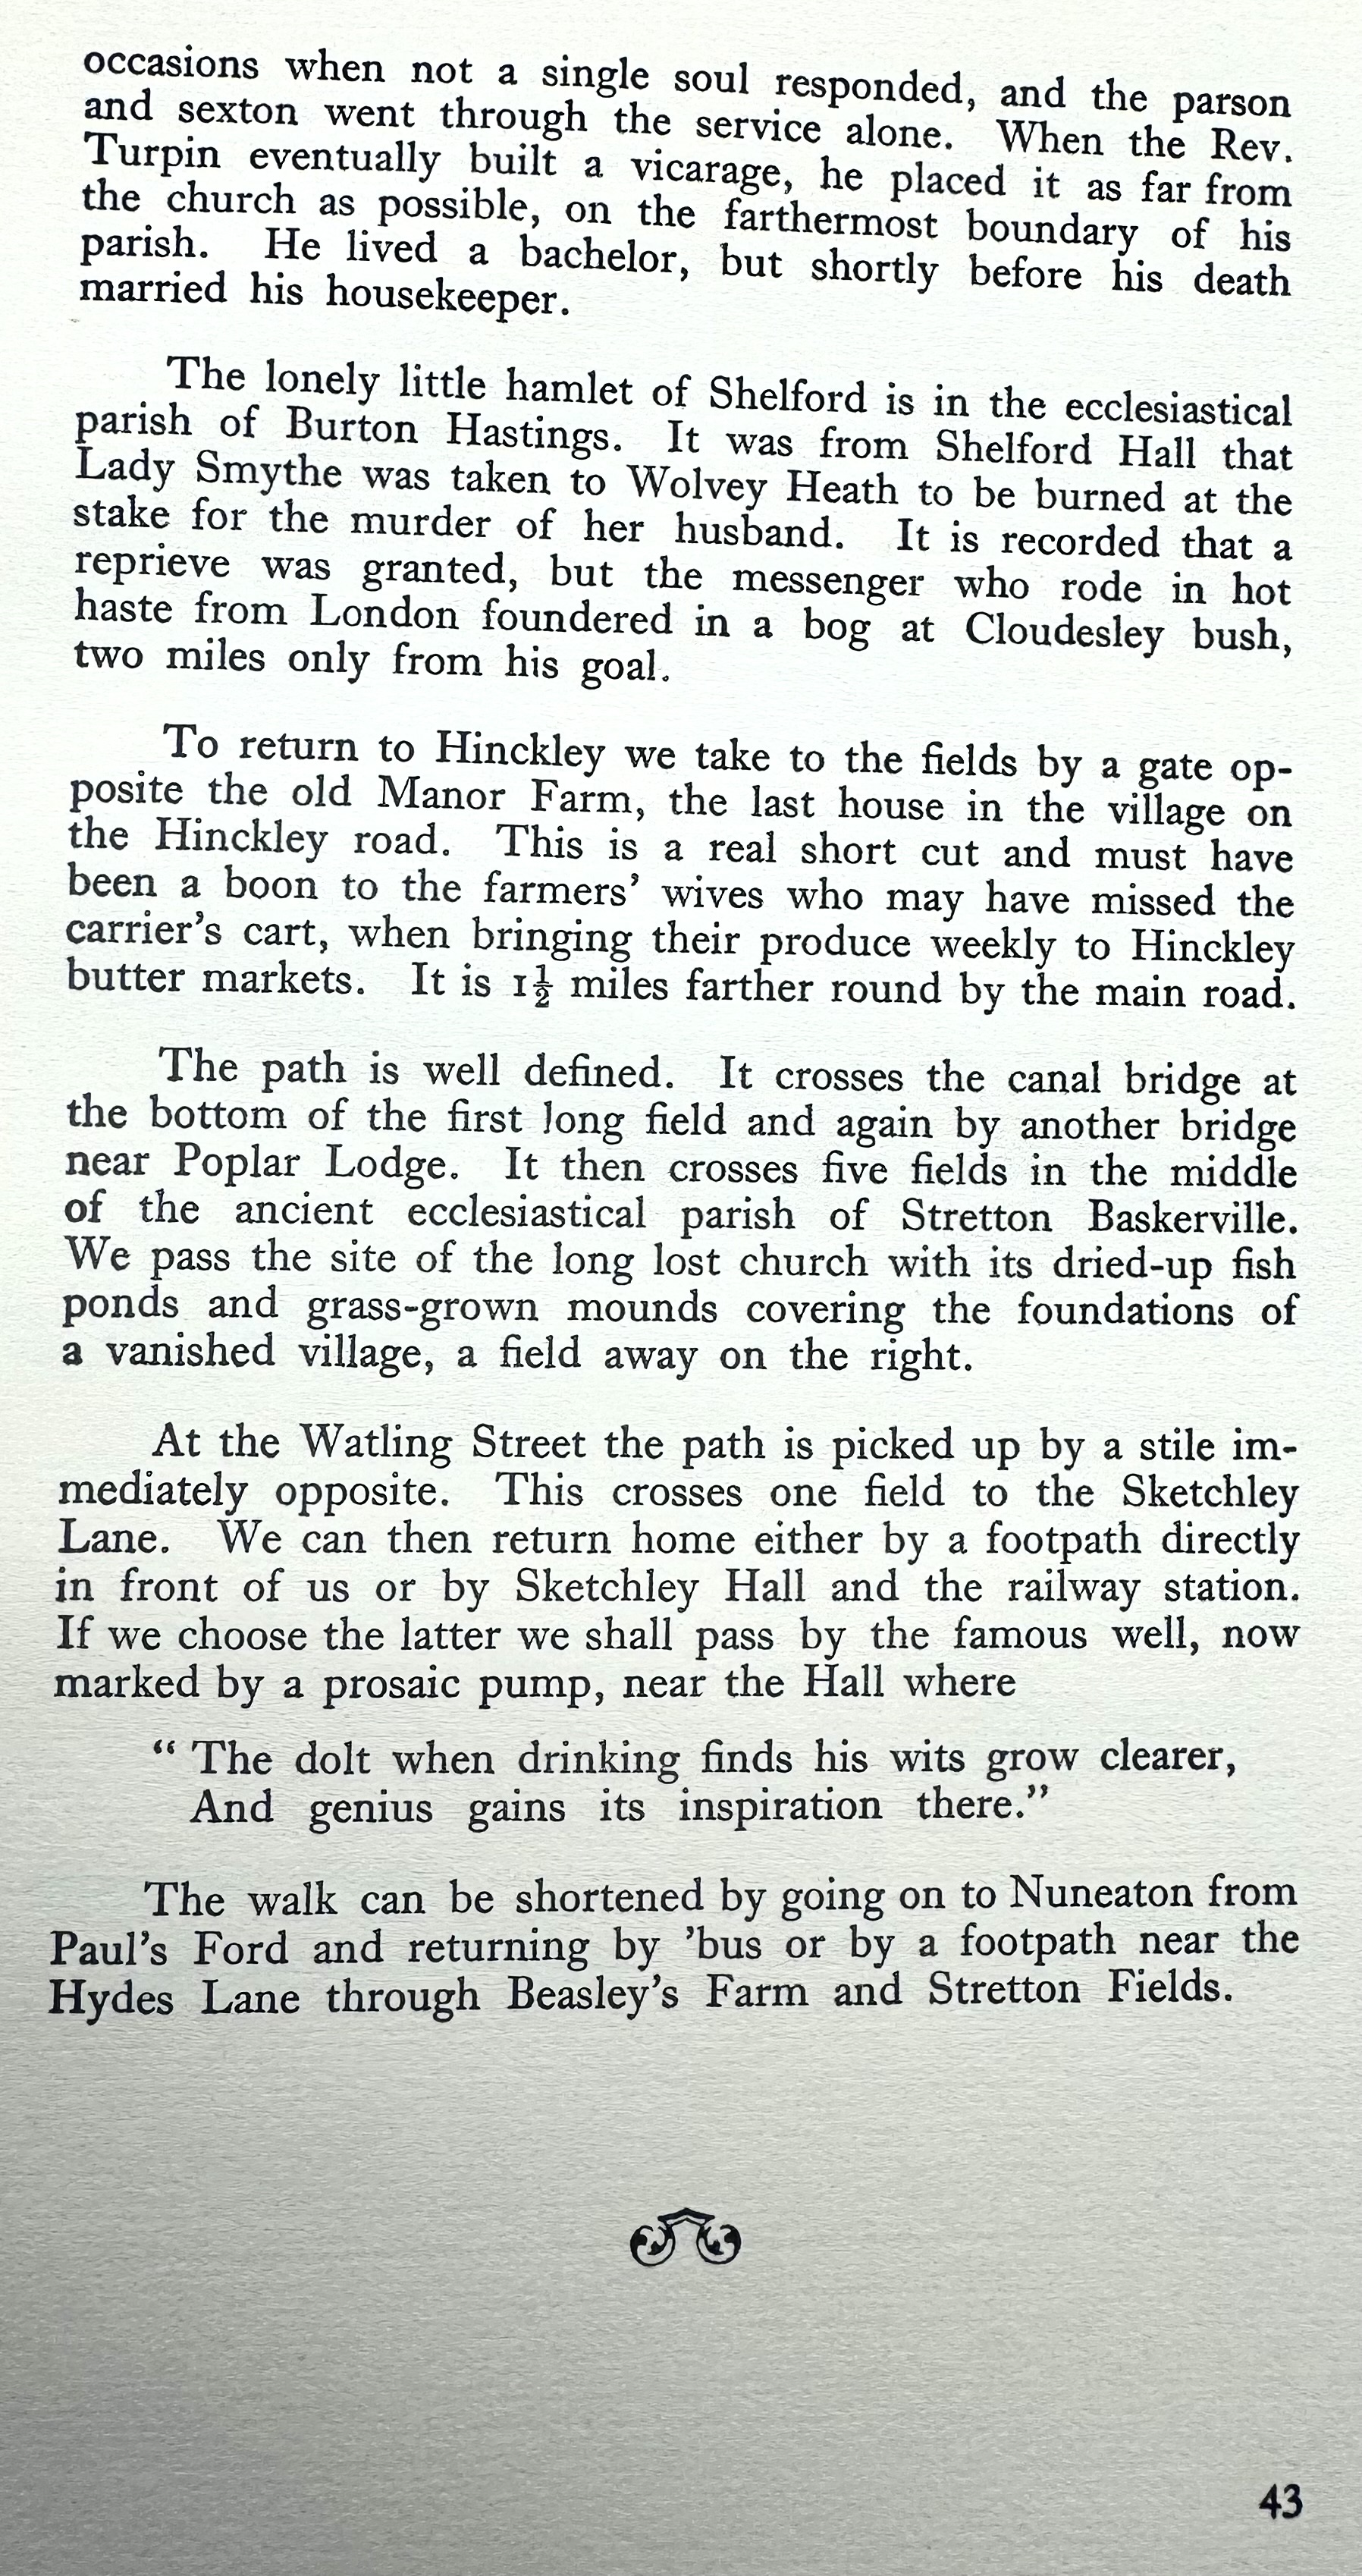 occasions when not a single soul responded, and the parson
and sexton went through the service alone. When the Rev.
Turpin eventually built a vicarage, he placed it as far from
the church as possible, on the farthermost boundary of his
parish. He lived a bachelor, but shortly before his death
married his housekeeper.
The lonely little hamlet of Shelford is in the ecclesiastical
parish of Burton Hastings. It was from Shelford Hall that
Lady Smythe was taken to Wolvey Heath to be burned at the
stake for the murder of her husband. It is recorded that a
reprieve was granted, but the messenger who rode in hot
haste from London foundered in a bog at Cloudesley bush,
two miles only from his goal.
To return to Hinckley we take to the fields by a gate op-
posite the old Manor Farm, the last house in the village on
the Hinckley road. This is a real short cut and must have
been a boon to the farmers' wives who may have missed the
carrier's cart, when bringing their produce weekly to Hinckley
butter markets. It is 1½ miles farther round by the main road.
The path is well defined. It crosses the canal bridge at
the bottom of the first long field and again by another bridge
near Poplar Lodge. It then crosses five fields in the middle
of the ancient ecclesiastical parish of Stretton Baskerville.
We pass the site of the long lost church with its dried-up fish
ponds and grass-grown mounds covering the foundations of
a vanished village, a field away on the right.
At the Watling Street the path is picked up by a stile im-
mediately opposite. This crosses one field to the Sketchley
Lane. We can then return home either by a footpath directly
in front of us or by Sketchley Hall and the railway station.
If we choose the latter we shall pass by the famous well, now
marked by a prosaic pump, near the Hall where
“ The dolt when drinking finds his wits grow clearer,
And genius gains its inspiration there.”
The walk can be shortened by going on to Nuneaton from
Paul's Ford and returning by 'bus or by a footpath near the
Hydes Lane through Beasley's Farm and Stretton Fields.
43